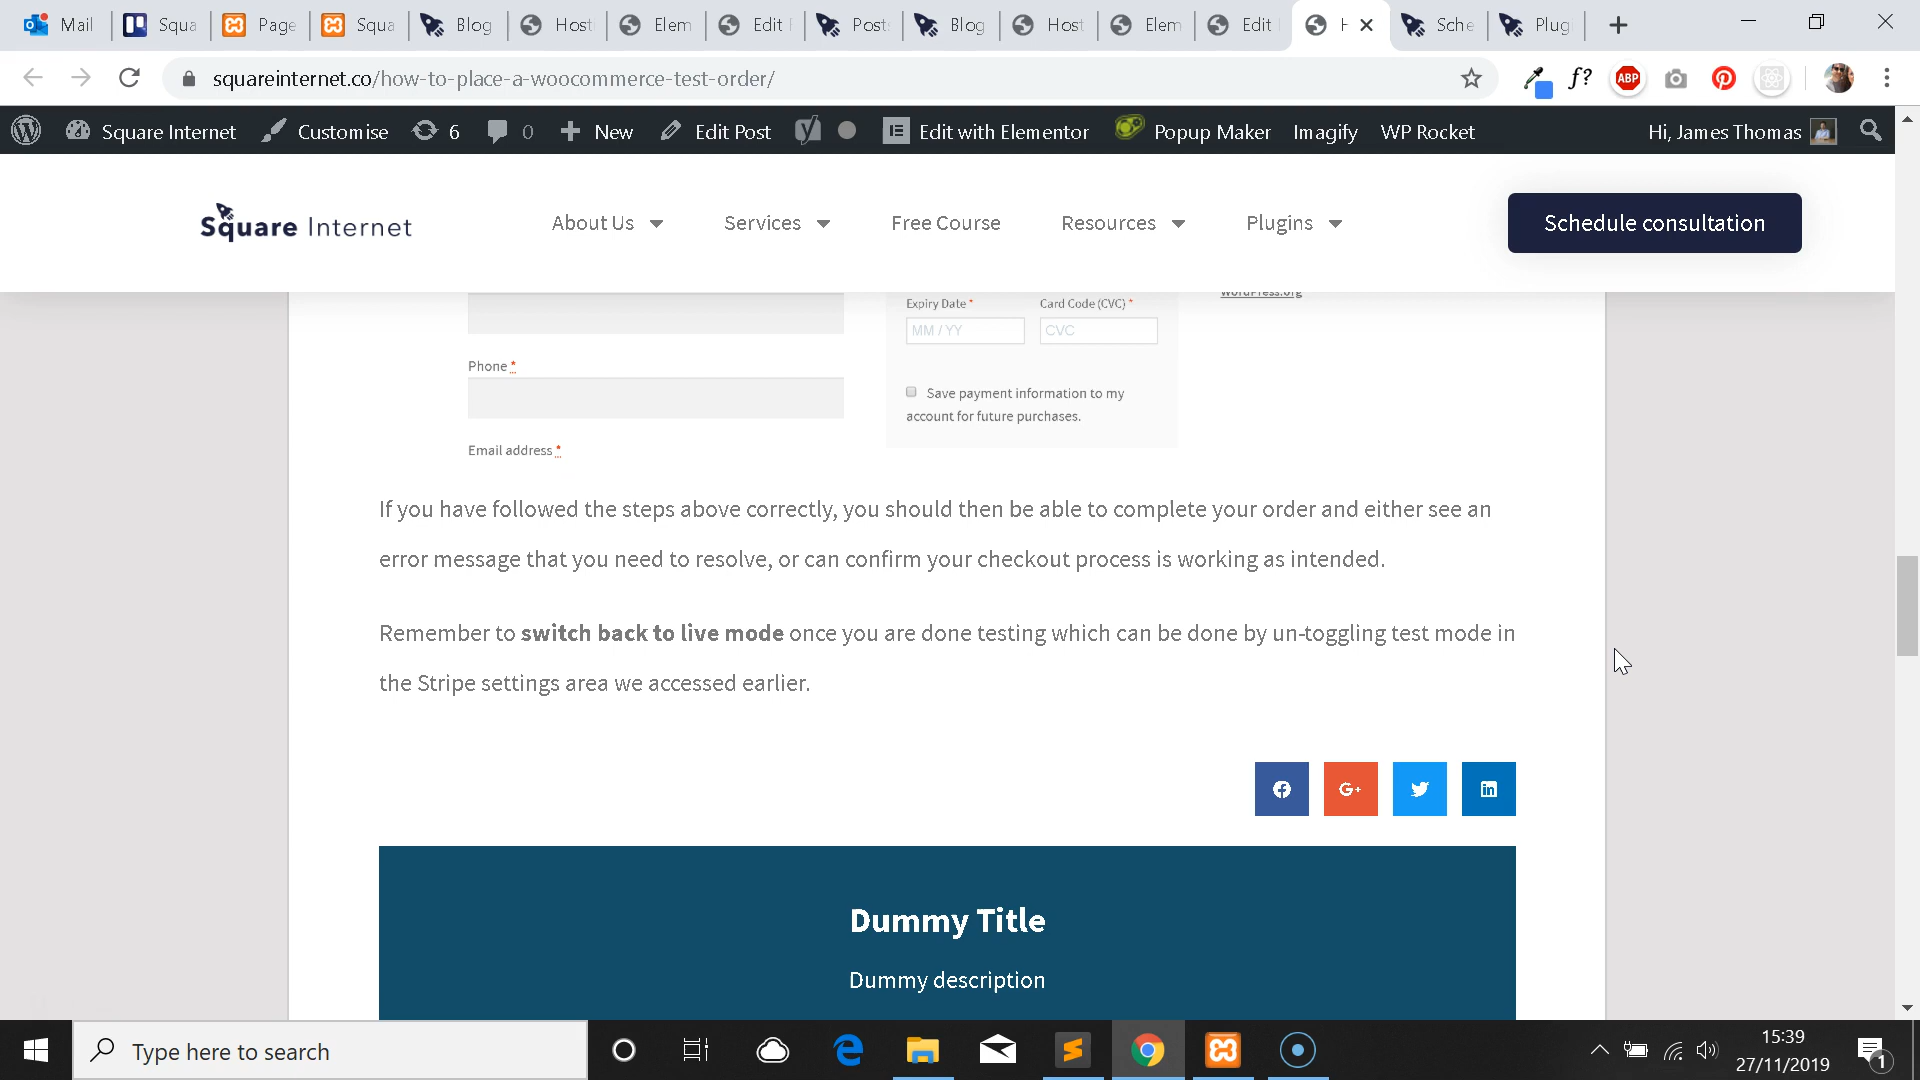 Mail
Squa
Page
Squa
Blog
Host
Elem
Edit
Post
Blog
Host
Elem
Edit
H
Sche
Plug
squareinternet.co/how-to-place-a-woocommerce-test-order/
f?
ABP
Square Internet
Customise
6
0
New
Edit Post
Edit with Elementor
Popup Maker
Imagify
WP Rocket
Hi, James Thomas
Square Internet
About Us
Services
Free Course
Resources
Plugins
Schedule consultation
WordPress.org
Expiry Date *
Card Code (CVC) *
MM / YY
CVC
Phone *
Save payment information to my
account for future purchases.
Email address *
If you have followed the steps above correctly, you should then be able to complete your order and either see an
error message that you need to resolve, or can confirm your checkout process is working as intended.
Remember to switch back to live mode once you are done testing which can be done by un-toggling test mode in
the Stripe settings area we accessed earlier.
G+
in
Dummy Title
Dummy description
Type here to search
15:39
27/11/2019
1